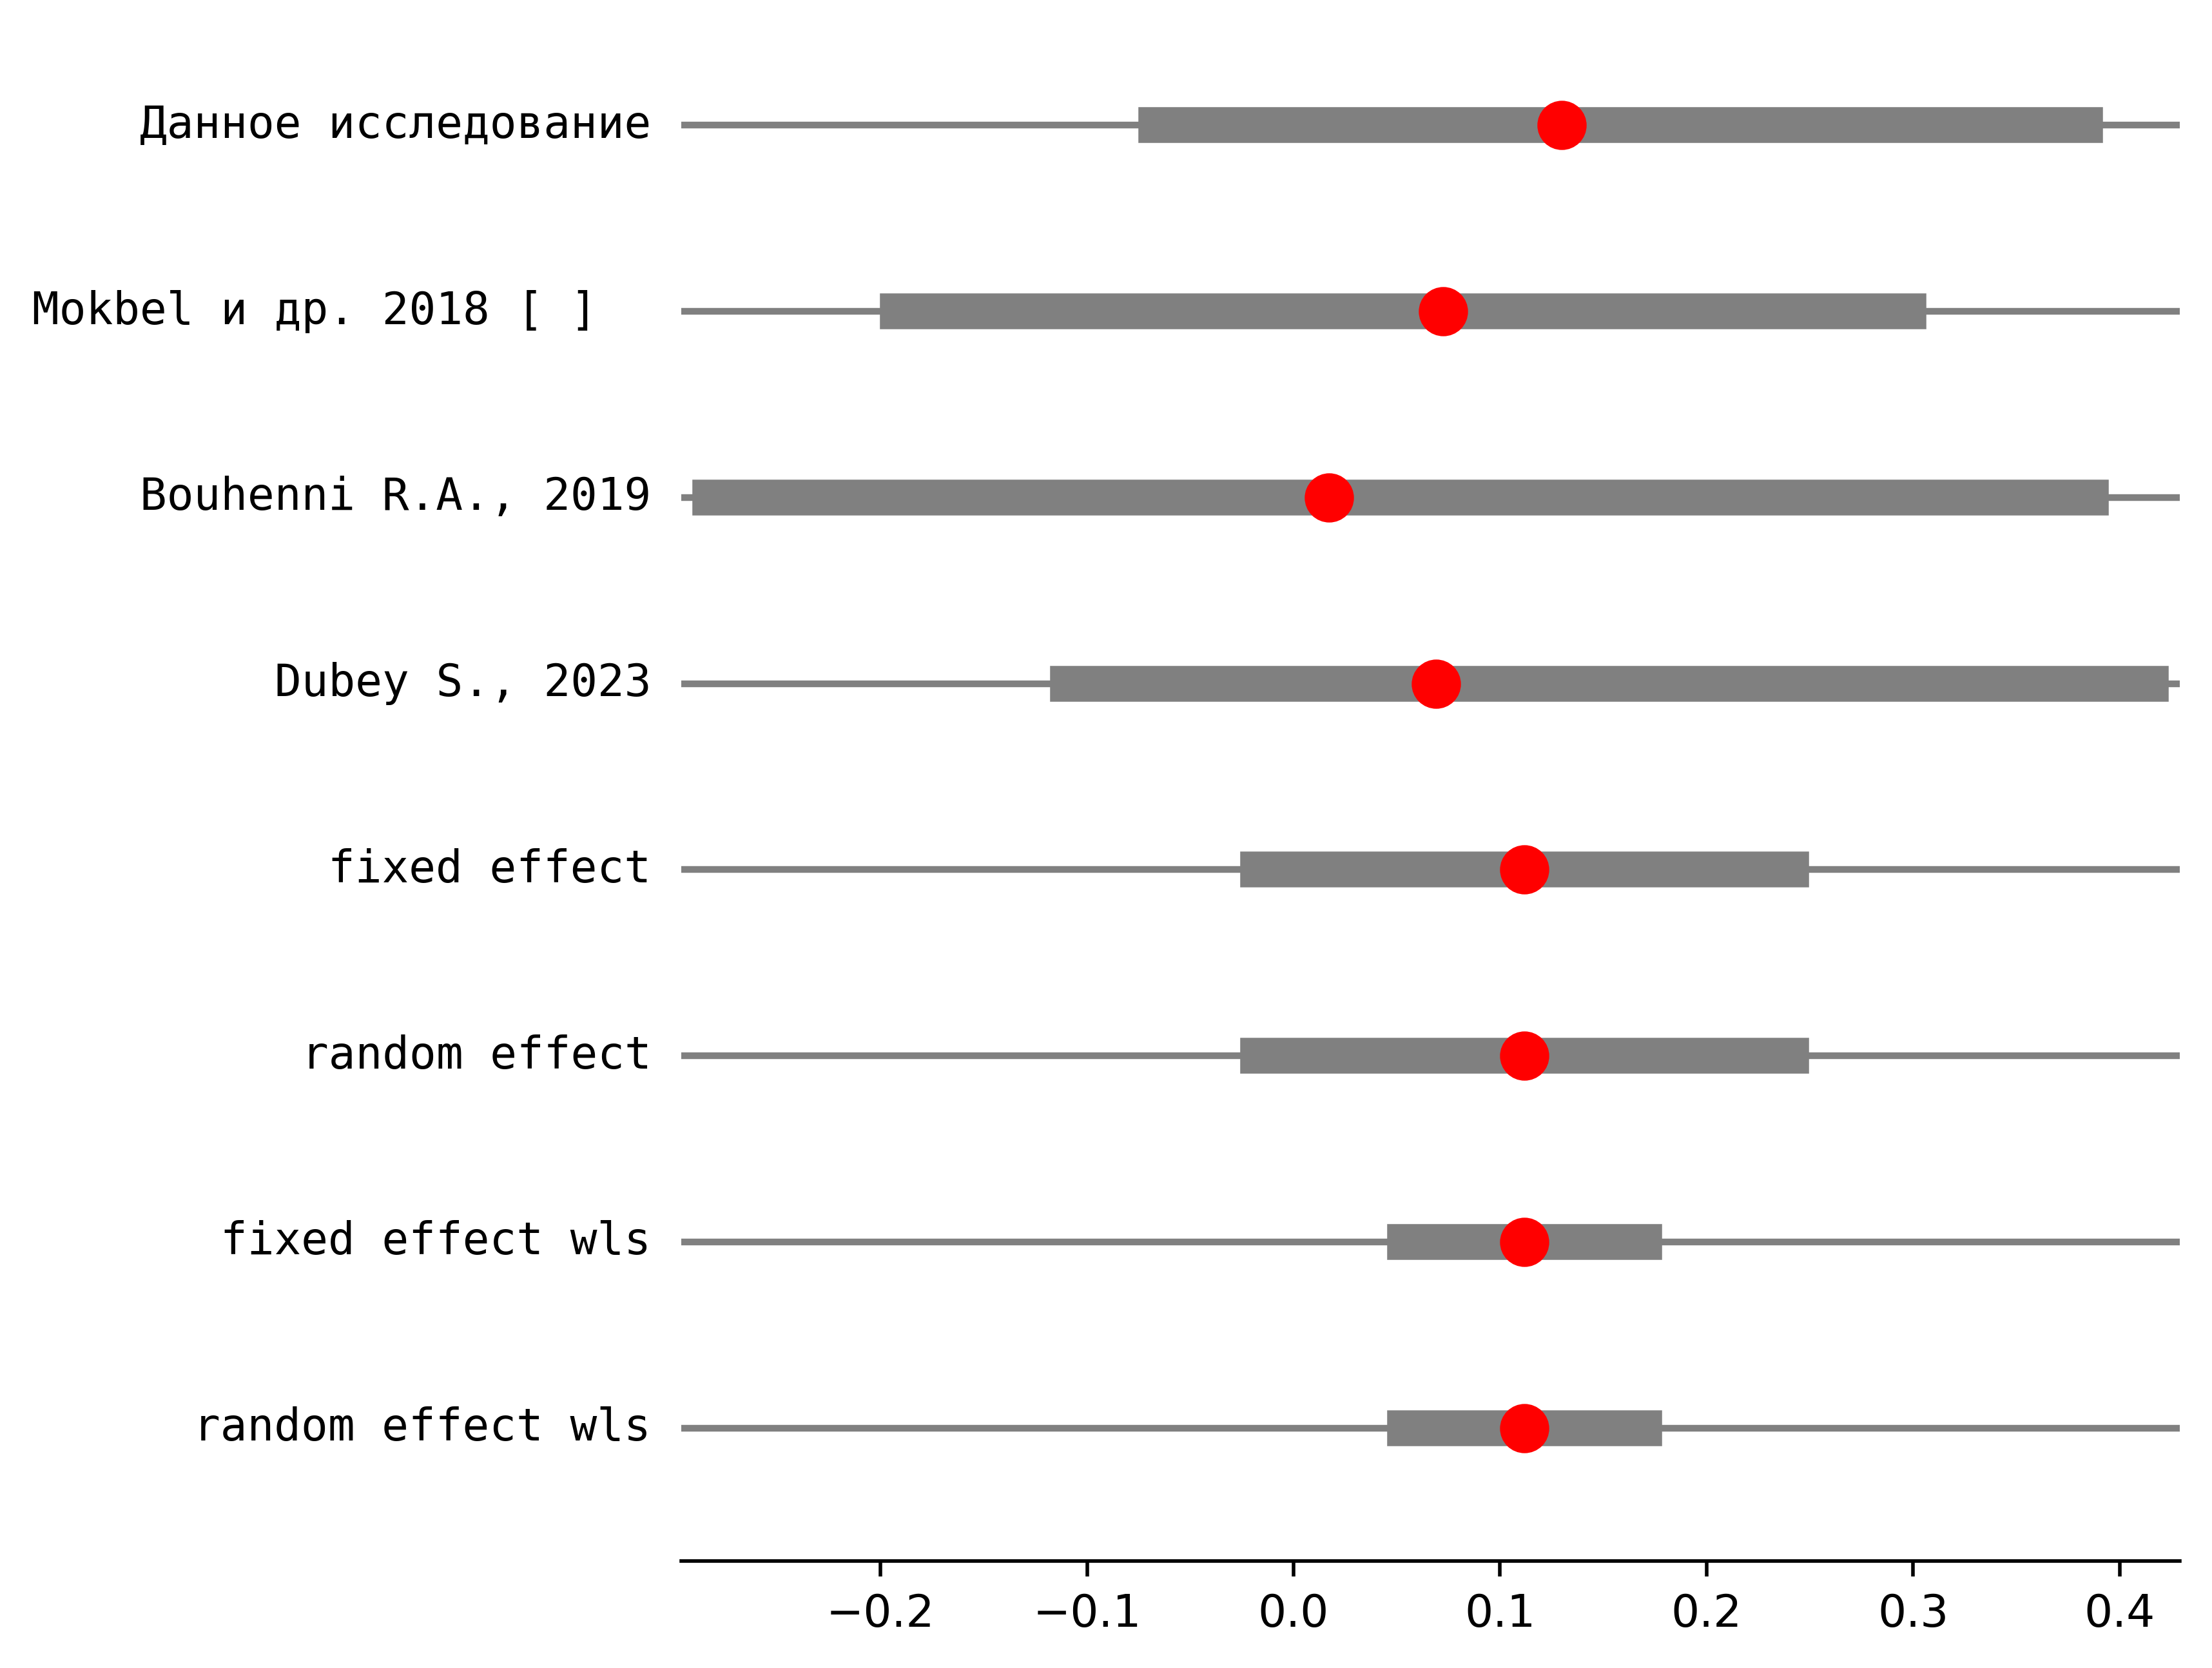 Данное исследование
Mokbel и др. 2018 [ ]
Bouhenni R.A., 2019
Dubey S., 2023
fixed effect
random effect
fixed effect wls
random effect wls
−0.2 −0.1 0.0 0.1 0.2 0.3 0.4